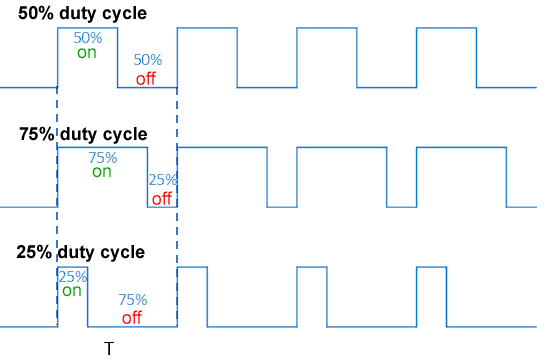 50% duty cycle
50%
on
50%
off
75% duty cycle
75%
on
25%
off
25% duty cycle
25%
on
75%
off
T